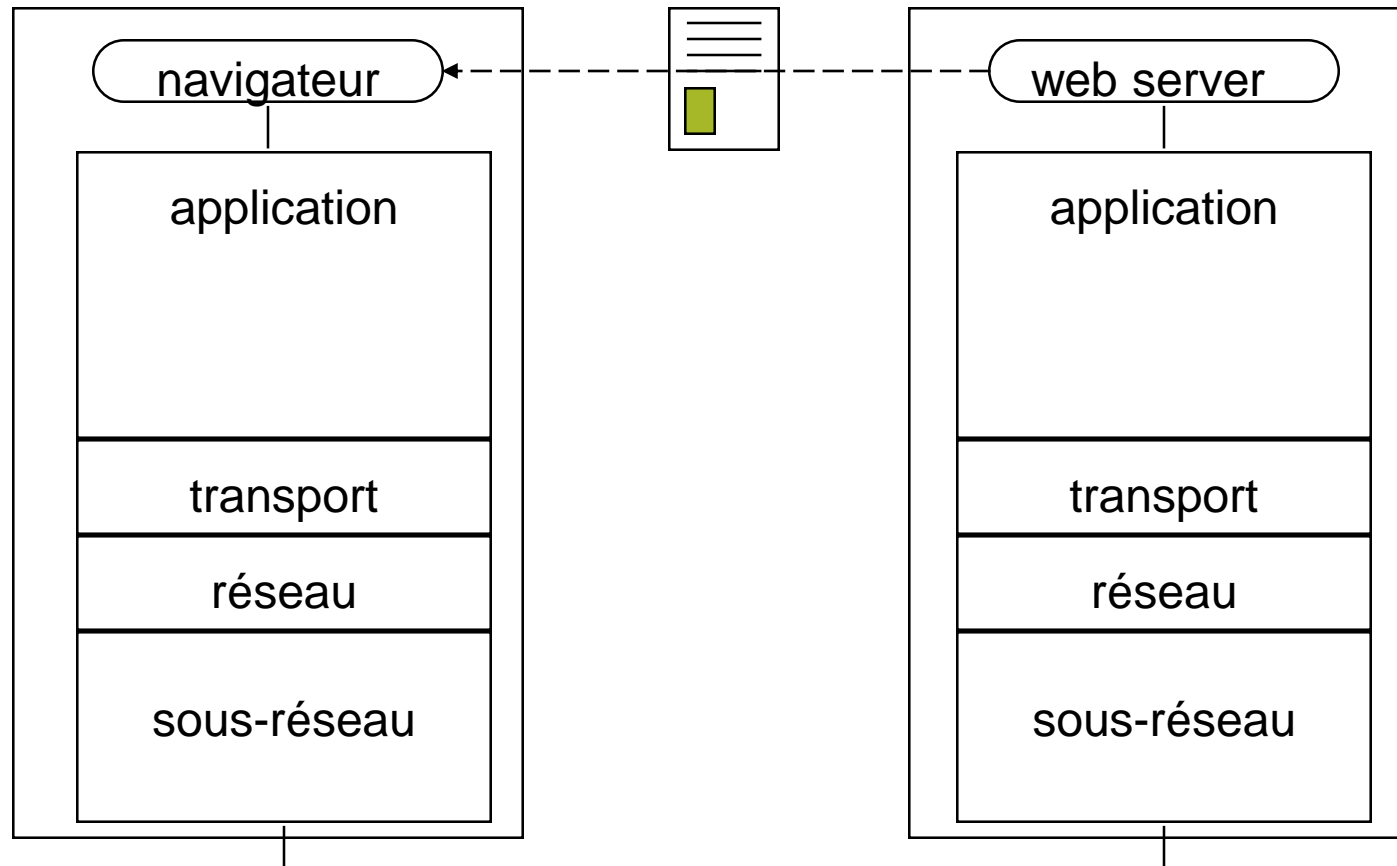 navigateur
web server
application
application
transport
transport
réseau
réseau
sous-réseau
sous-réseau